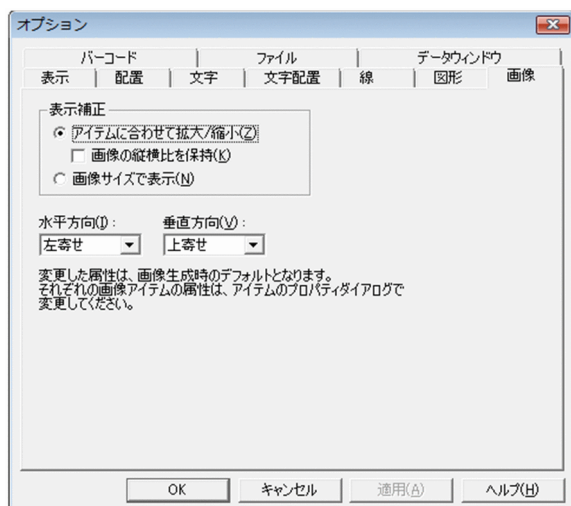 オプション
バーコード ファイル データウィンドウ
表示 配置 文字 文字配置 線 図形 画像
表示補正
アイテムに合わせて拡大/縮小(Z)
画像の縦横比を保持(K)
画像サイズで表示(N)
水平方向(I): 垂直方向(V):
左寄せ 上寄せ
変更した属性は、画像生成時のデフォルトとなります。
それぞれの画像アイテムの属性は、アイテムのプロパティダイアログで
変更してください。
OK キャンセル 適用(A) ヘルプ(H)